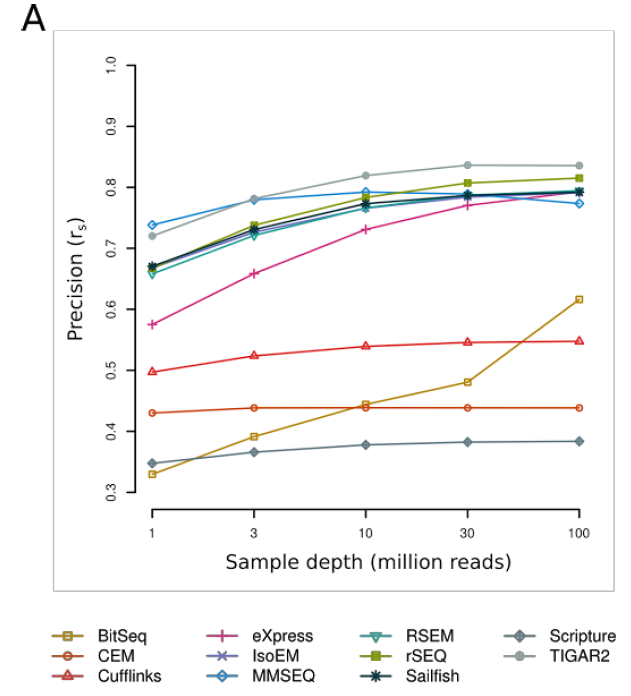 A
1.0
0.9
0.8
0.7
0.6
0.5
0.4
0.3
Precision (rs)
1 3 10 30 100
Sample depth (million reads)
BitSeq eXpress RSEM Scripture
CEM IsoEM rSEQ TIGAR2
Cufflinks MMSEQ Sailfish